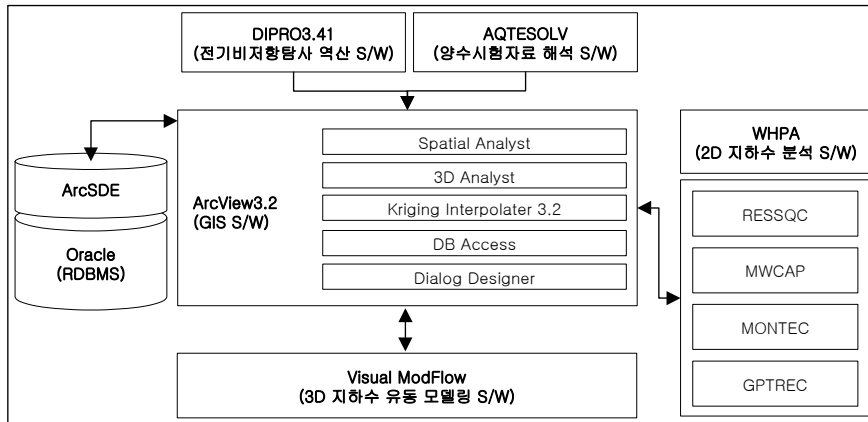 DIPRO3.41
(전기비저항탐사 역산 S/W)
AQTESOLV
(양수시험자료 해석 S/W)
ArcSDE
Oracle
(RDBMS)
ArcView3.2
(GIS S/W)
Spatial Analyst
3D Analyst
Kriging Interpolater 3.2
DB Access
Dialog Designer
WHPA
(2D 지하수 분석 S/W)
RESSQC
MWCAP
MONTEC
GPTREC
Visual ModFlow
(3D 지하수 유동 모델링 S/W)